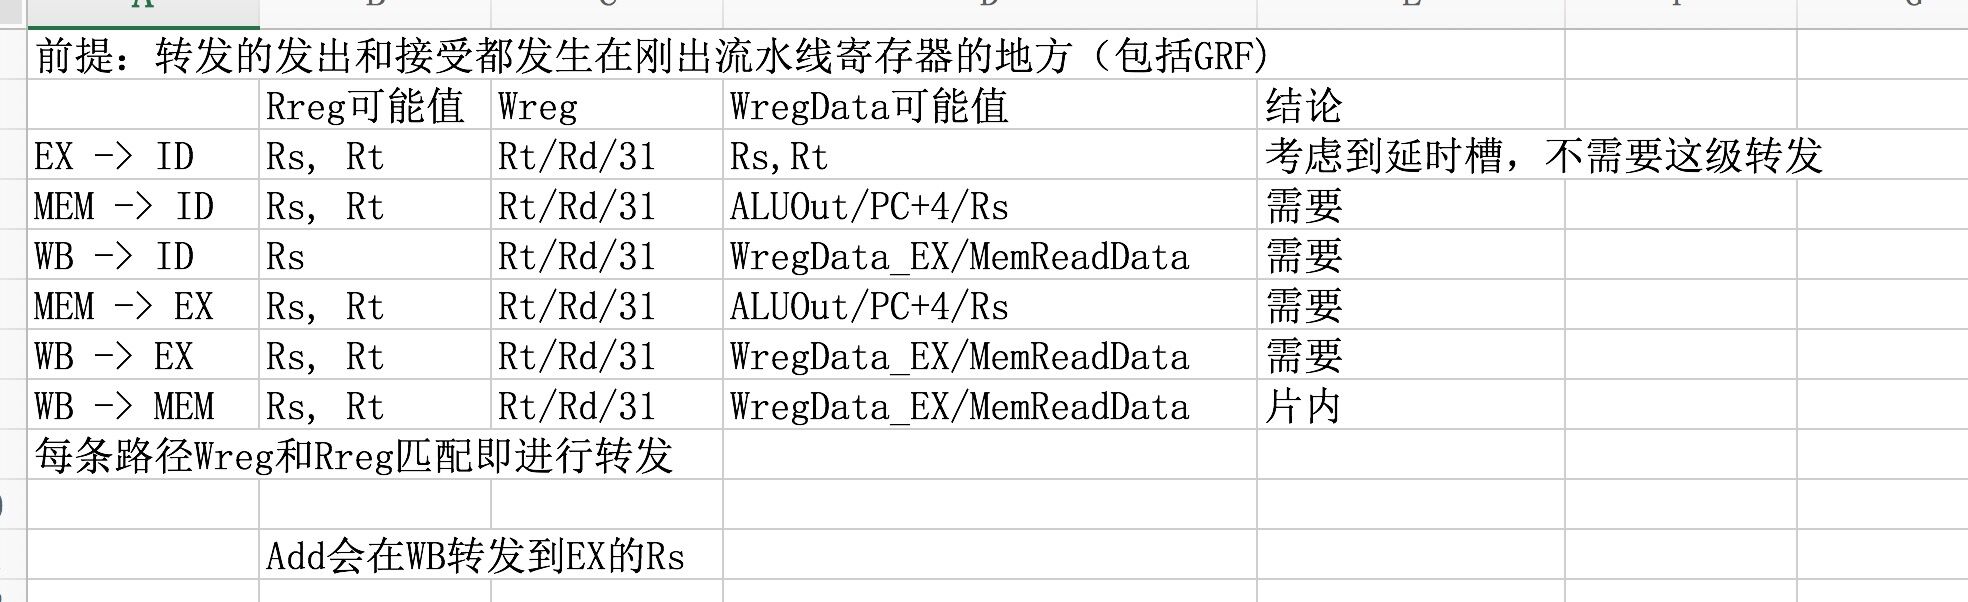 A B C D E F G
前提：转发的发出和接受都发生在刚出流水线寄存器的地方（包括GRF)
Rreg可能值 Wreg WregData可能值 结论
EX -> ID Rs, Rt Rt/Rd/31 Rs,Rt 考虑到延时槽，不需要这级转发
MEM -> ID Rs, Rt Rt/Rd/31 ALUOut/PC+4/Rs 需要
WB -> ID Rs Rt/Rd/31 WregData_EX/MemReadData 需要
MEM -> EX Rs, Rt Rt/Rd/31 ALUOut/PC+4/Rs 需要
WB -> EX Rs, Rt Rt/Rd/31 WregData_EX/MemReadData 需要
WB -> MEM Rs, Rt Rt/Rd/31 WregData_EX/MemReadData 片内
每条路径Wreg和Rreg匹配即进行转发
Add会在WB转发到EX的Rs